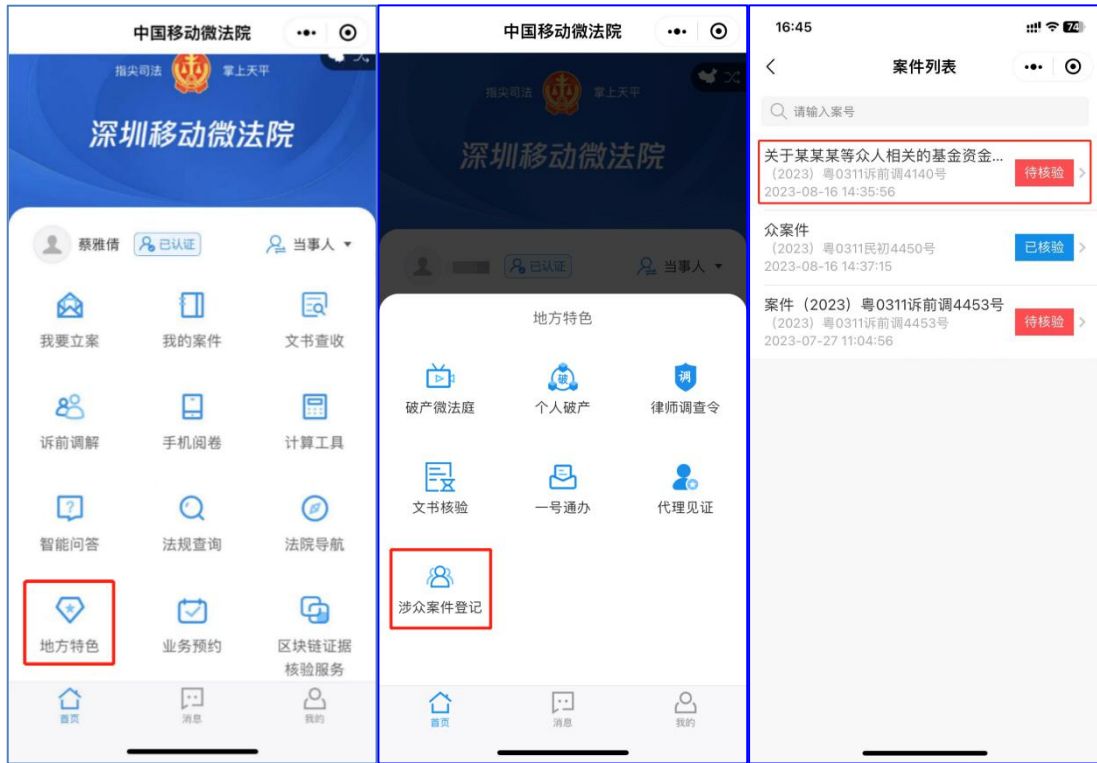 中国移动微法院
指尖司法 掌上天平
深圳移动微法院
蔡雅倩 已认证 当事人
我要立案 我的案件 文书查收
诉前调解 手机阅卷 计算工具
智能问答 法规查询 法院导航
地方特色 业务预约 区块链证据
核验服务
首页 消息 我的
中国移动微法院
指尖司法 掌上天平
深圳移动微法院
已认证 当事人
地方特色
破产微法庭 个人破产 律师调查令
文书核验 一号通办 代理见证
涉众案件登记
首页 消息 我的
16:45 74
案件列表
请输入案号
关于某某某等众人相关的基金资金...
（2023）粤0311诉前调4140号 待核验
2023-08-16 14:35:56
众案件
（2023）粤0311民初4450号 已核验
2023-08-16 14:37:15
案件（2023）粤0311诉前调4453号
（2023）粤0311诉前调4453号 待核验
2023-07-27 11:04:56